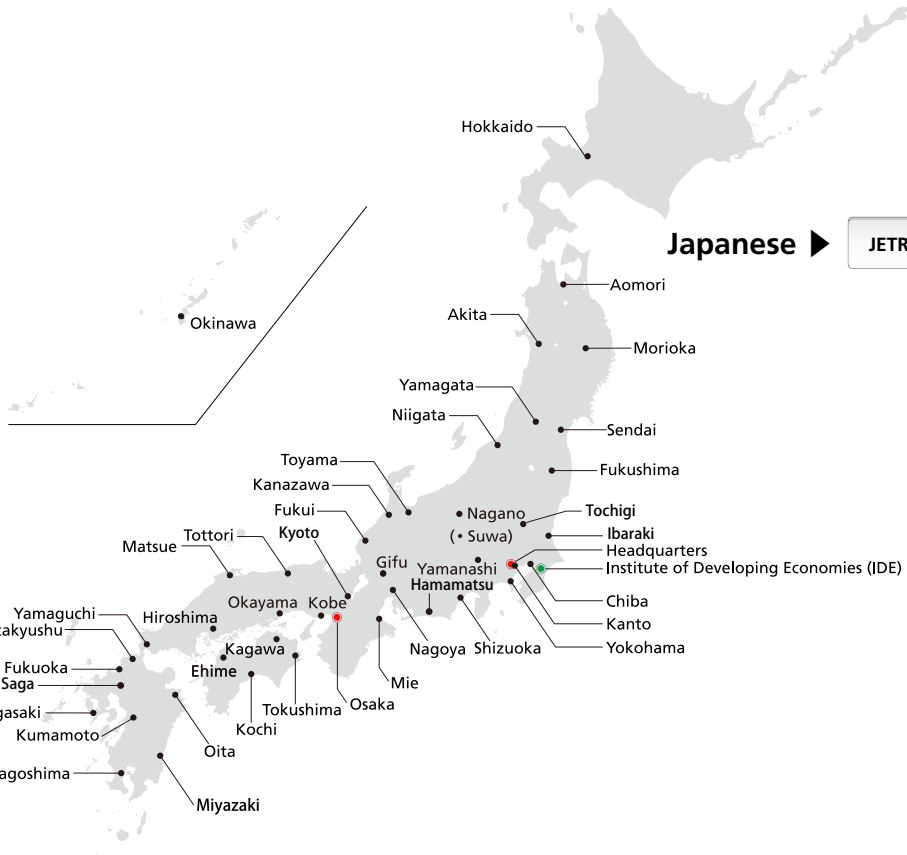 Hokkaido
Japanese
JETR
Aomori
Okinawa
Akita
Morioka
Yamagata
Niigata
Sendai
Toyama
Fukushima
Kanazawa
Fukui
Nagano
Tochigi
Kyoto
(・Suwa)
Ibaraki
Tottori
Matsue
Headquarters
Gifu
Yamanashi
Institute of Developing Economies (IDE)
Hamamatsu
Okayama
Kobe
Chiba
Yamaguchi
Hiroshima
Kanto
takyushu
Kagawa
Nagoya
Shizuoka
Yokohama
Fukuoka
Ehime
Saga
Mie
Tokushima
Osaka
gasaki
Kochi
Kumamoto
Oita
agoshima
Miyazaki